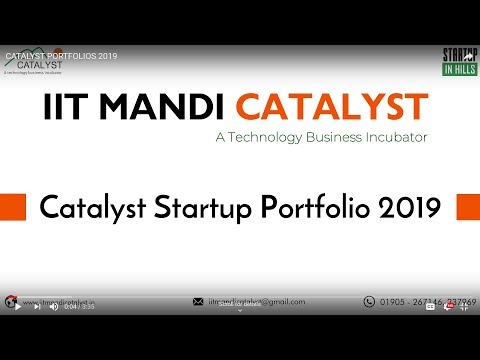 CATALYST PORTFOLIOS 2019
CATALYST
A technology business incubator
STARTUP
IN HILLS
IIT MANDI CATALYST
A Technology Business Incubator
Catalyst Startup Portfolio 2019
0:04 / 3:35
www.iitmandicatalyst.in
iitmandicatalyst@gmail.com
01905 - 267146, 237969